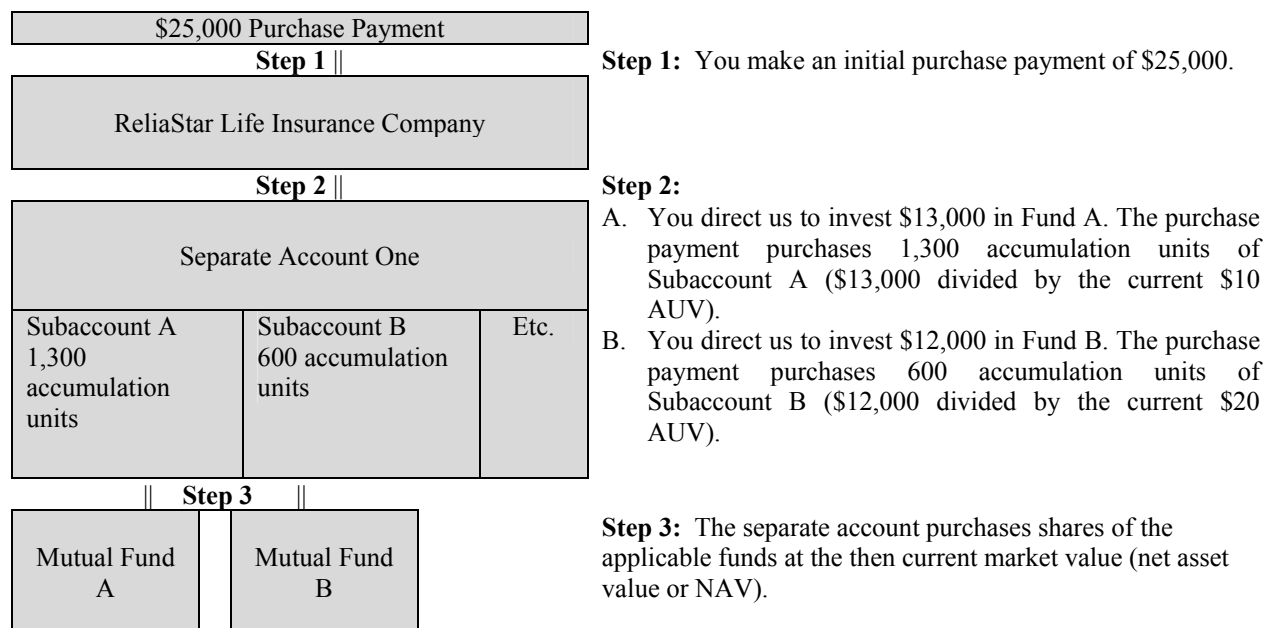 $25,000 Purchase Payment
Step 1 ||
Step 1: You make an initial purchase payment of $25,000.
ReliaStar Life Insurance Company
Step 2 ||
Separate Account One
Subaccount A
1,300
accumulation
units
Subaccount B
600 accumulation
units
Etc.
Step 2:
A. You direct us to invest $13,000 in Fund A. The purchase
payment purchases 1,300 accumulation units of
Subaccount A ($13,000 divided by the current $10
AUV).
B. You direct us to invest $12,000 in Fund B. The purchase
payment purchases 600 accumulation units of
Subaccount B ($12,000 divided by the current $20
AUV).
|| Step 3 ||
Mutual Fund
A
Mutual Fund
B
Step 3: The separate account purchases shares of the
applicable funds at the then current market value (net asset
value or NAV).